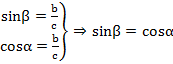 sinβ = b/c
cosα = b/c } ⇒ sinβ = cosα